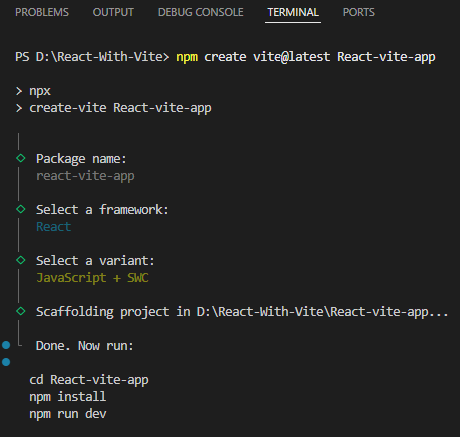 PROBLEMS OUTPUT DEBUG CONSOLE TERMINAL PORTS
PS D:\React-With-Vite> npm create vite@latest React-vite-app
> npx
> create-vite React-vite-app
Package name:
react-vite-app
Select a framework:
React
Select a variant:
JavaScript + SWC
Scaffolding project in D:\React-With-Vite\React-vite-app...
Done. Now run:
cd React-vite-app
npm install
npm run dev